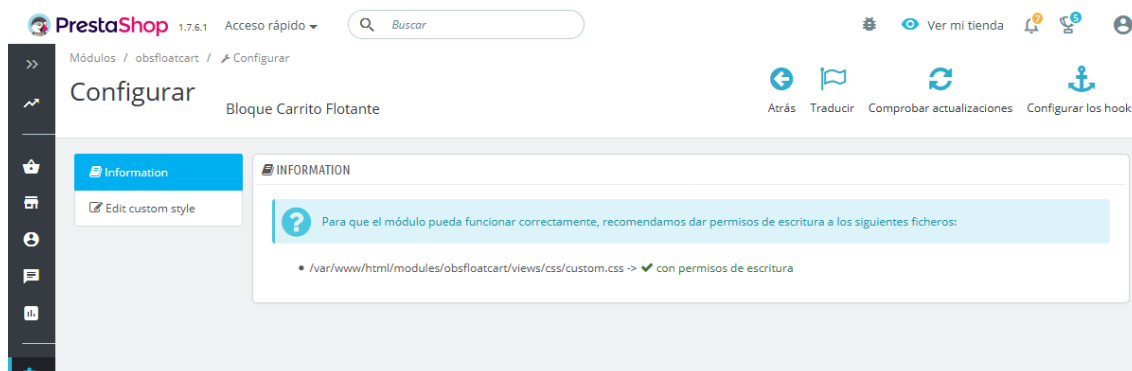 PrestaShop 1.7.6.1 Acceso rápido Buscar Ver mi tienda 7 5
Módulos / obsfloatcart / Configurar
Configurar
Bloque Carrito Flotante
Atrás Traducir Comprobar actualizaciones Configurar los hook
Information
Edit custom style
INFORMATION
Para que el módulo pueda funcionar correctamente, recomendamos dar permisos de escritura a los siguientes ficheros:
• /var/www/html/modules/obsfloatcart/views/css/custom.css -> ✔ con permisos de escritura